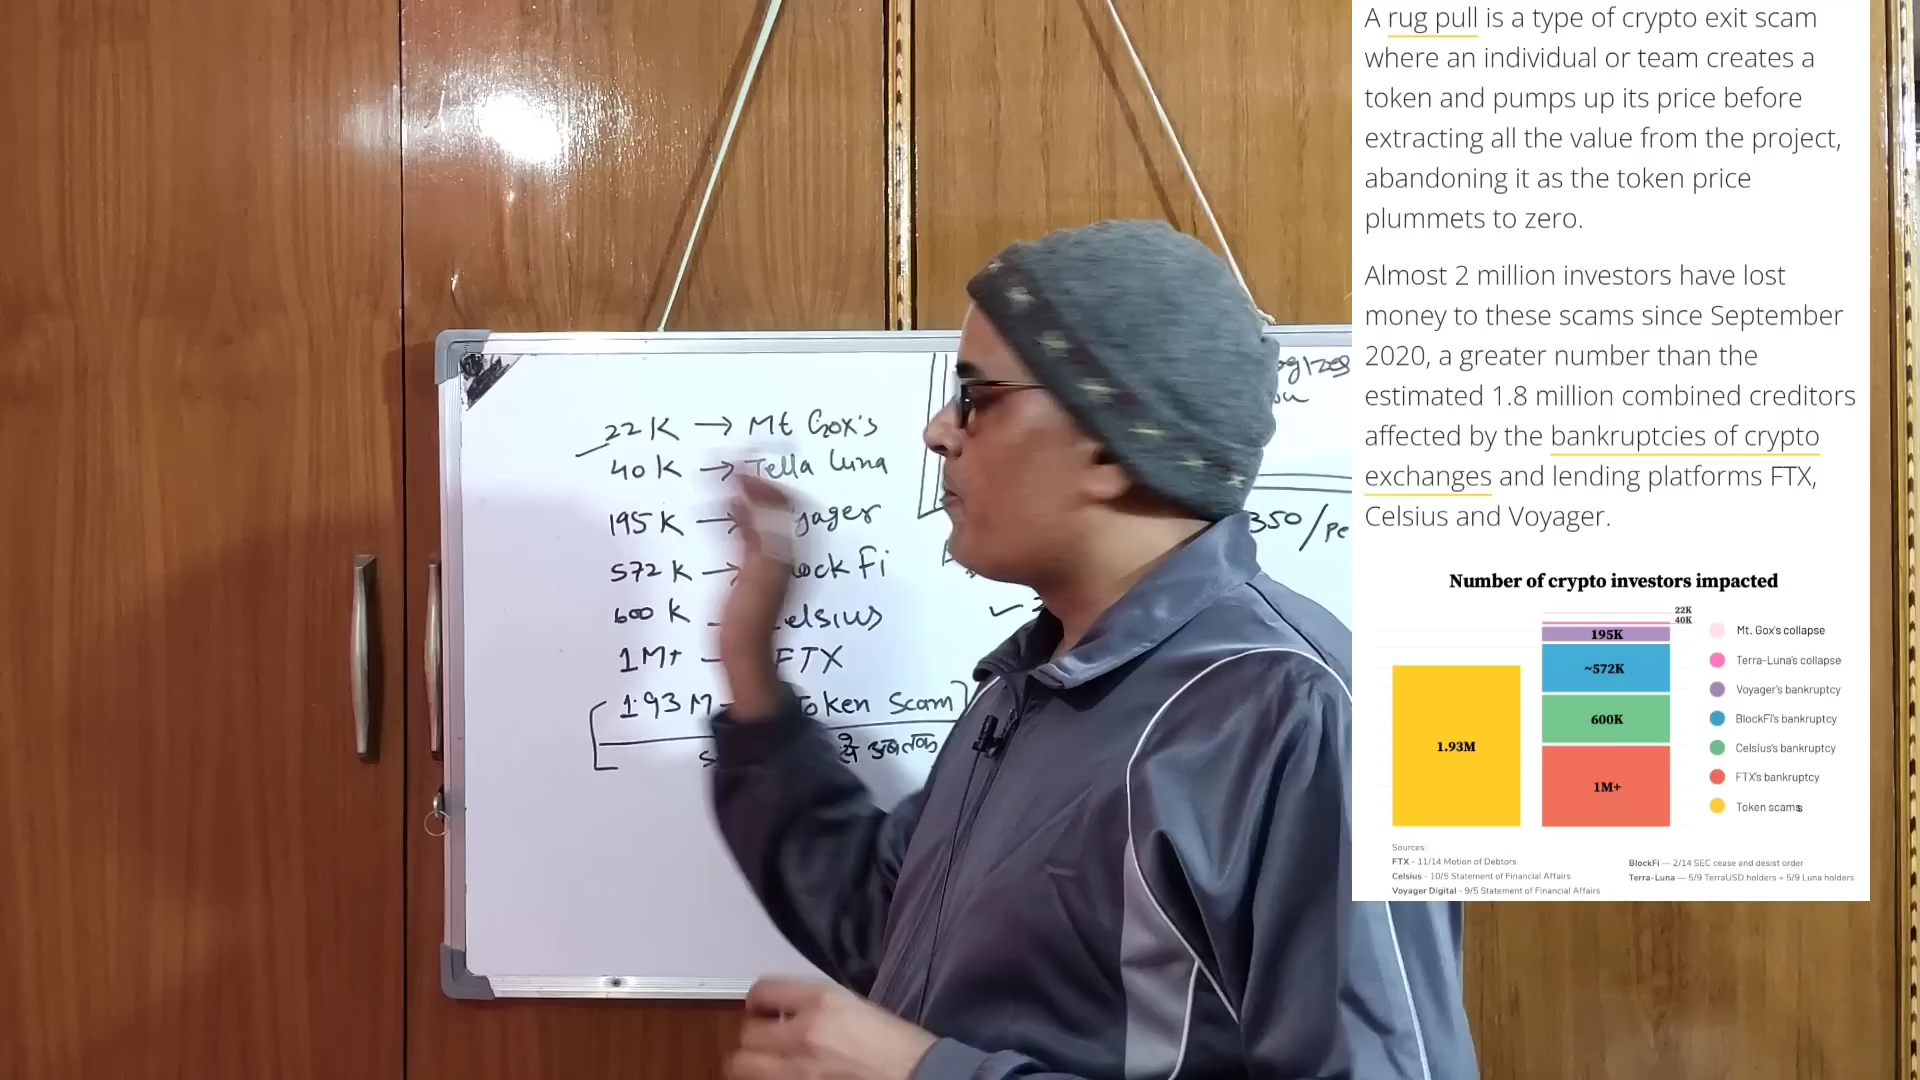 22K → Mt Gox's
40K → Tella Luna
195K →
572K → Fi
600K
1M+ FTX
1.93M Token Scam
से अबतक
350/Pe
A rug pull is a type of crypto exit scam
where an individual or team creates a
token and pumps up its price before
extracting all the value from the project,
abandoning it as the token price
plummets to zero.
Almost 2 million investors have lost
money to these scams since September
2020, a greater number than the
estimated 1.8 million combined creditors
affected by the bankruptcies of crypto
exchanges and lending platforms FTX,
Celsius and Voyager.
Number of crypto investors impacted
22K
40K
195K
~572K
600K
1M+
1.93M
Mt. Gox's collapse
Terra-Luna's collapse
Voyager's bankruptcy
BlockFi's bankruptcy
Celsius's bankruptcy
FTX's bankruptcy
Token scams
Sources:
FTX - 11/14 Motion of Debtors
Celsius - 10/5 Statement of Financial Affairs
Voyager Digital - 9/5 Statement of Financial Affairs
BlockFi — 2/14 SEC cease and desist order
Terra-Luna — 5/9 TerraUSD holders + 5/9 Luna holders